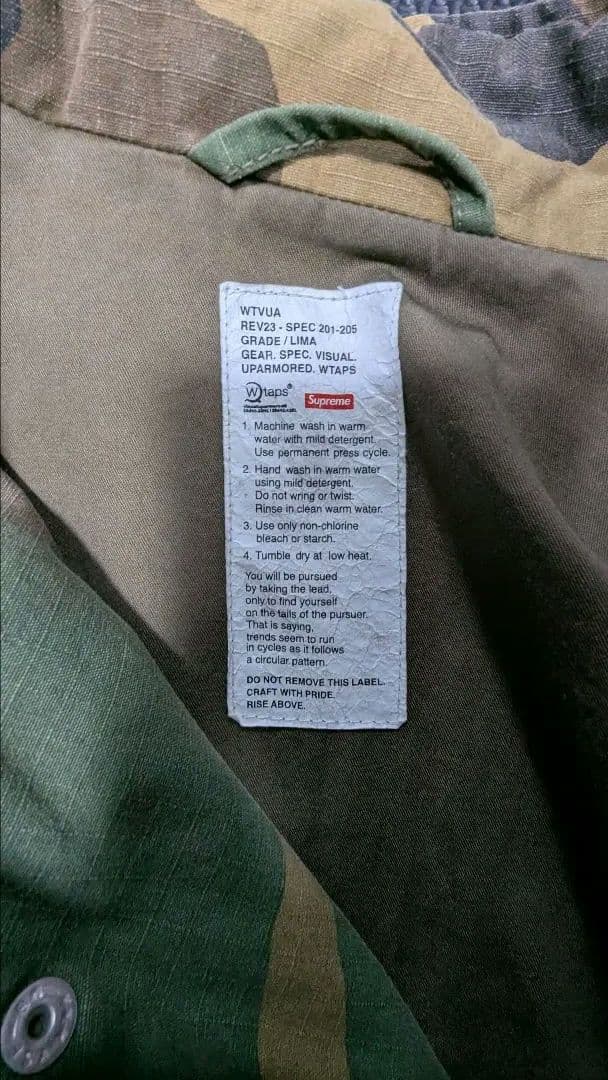 WTVUA
REV23 - SPEC 201-205
GRADE / LIMA
GEAR. SPEC. VISUAL.
UPARMORED. WTAPS
Wtaps®
Supreme
1. Machine wash in warm
water with mild detergent.
Use permanent press cycle.
2. Hand wash in warm water
using mild detergent.
Do not wring or twist.
Rinse in clean warm water.
3. Use only non-chlorine
bleach or starch.
4. Tumble dry at low heat.
You will be pursued
by taking the lead,
only to find yourself
on the tails of the pursuer.
That is saying,
trends seem to run
in cycles as it follows
a circular pattern.
DO NOT REMOVE THIS LABEL.
CRAFT WITH PRIDE.
RISE ABOVE.